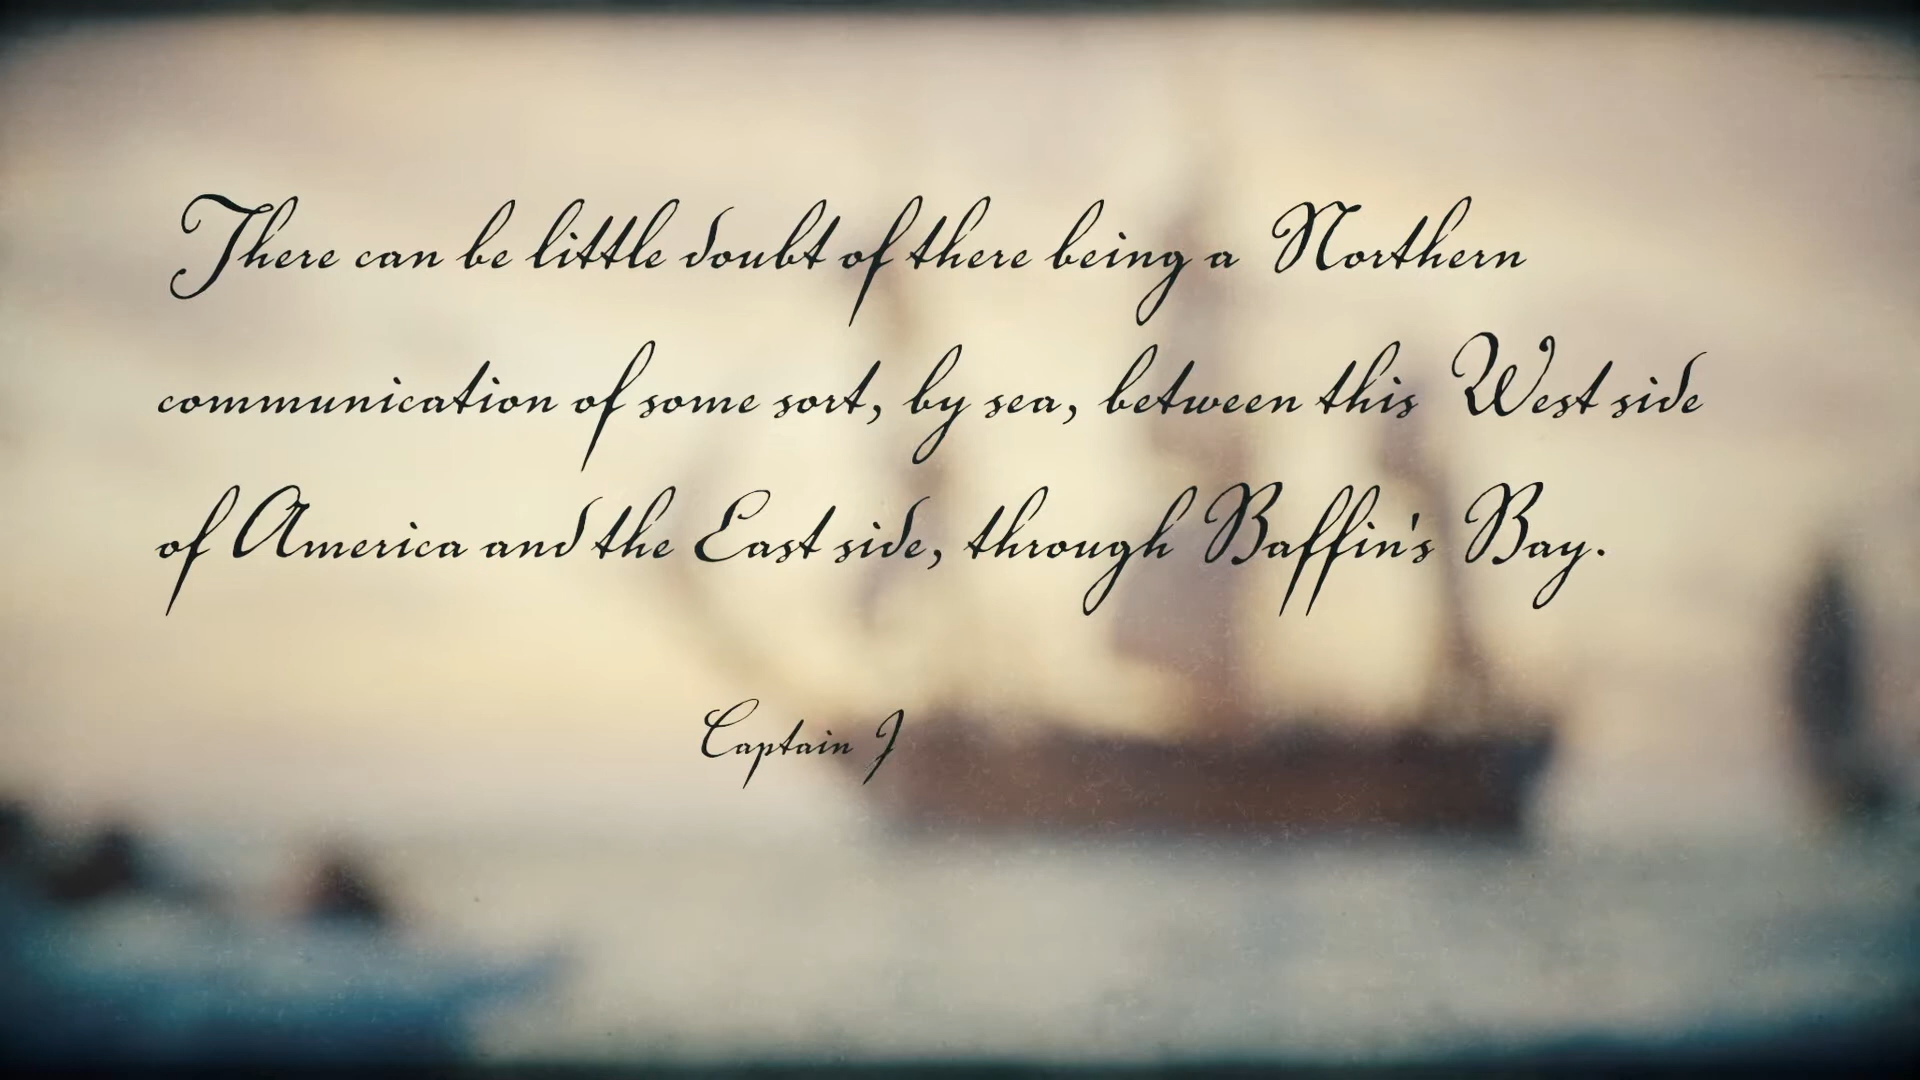 There can be little doubt of there being a Northern
communication of some sort, by sea, between this West side
of America and the East side, through Baffin's Bay.
Captain J